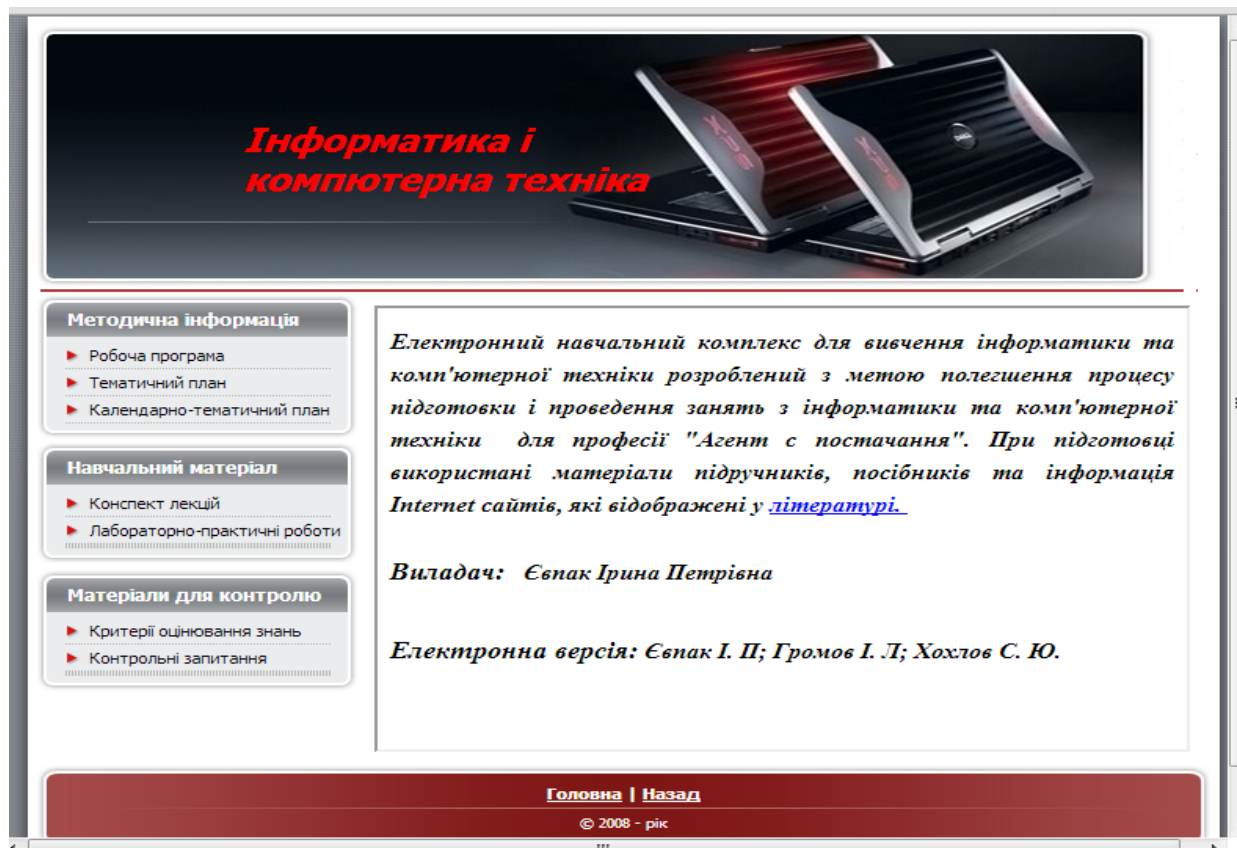 Інформатика і
компютерна техніка
XPS
XPS
DELL
Методична інформація
Робоча програма
Тематичний план
Календарно-тематичний план
Навчальний матеріал
Конспект лекцій
Лабораторно-практичні роботи
Матеріали для контролю
Критерії оцінювання знань
Контрольні запитання
Електронний навчальний комплекс для вивчення інформатики та
комп'ютерної техніки розроблений з метою полегшення процесу
підготовки і проведення занять з інформатики та комп'ютерної
техніки для професії "Агент с постачання". При підготовці
використані матеріали підручників, посібників та інформація
Internet сайтів, які відображені у літературі.
Виладач: Євпак Ірина Петрівна
Електронна версія: Євпак І. П; Громов І. Л; Хохлов С. Ю.
Головна | Назад
© 2008 - рік